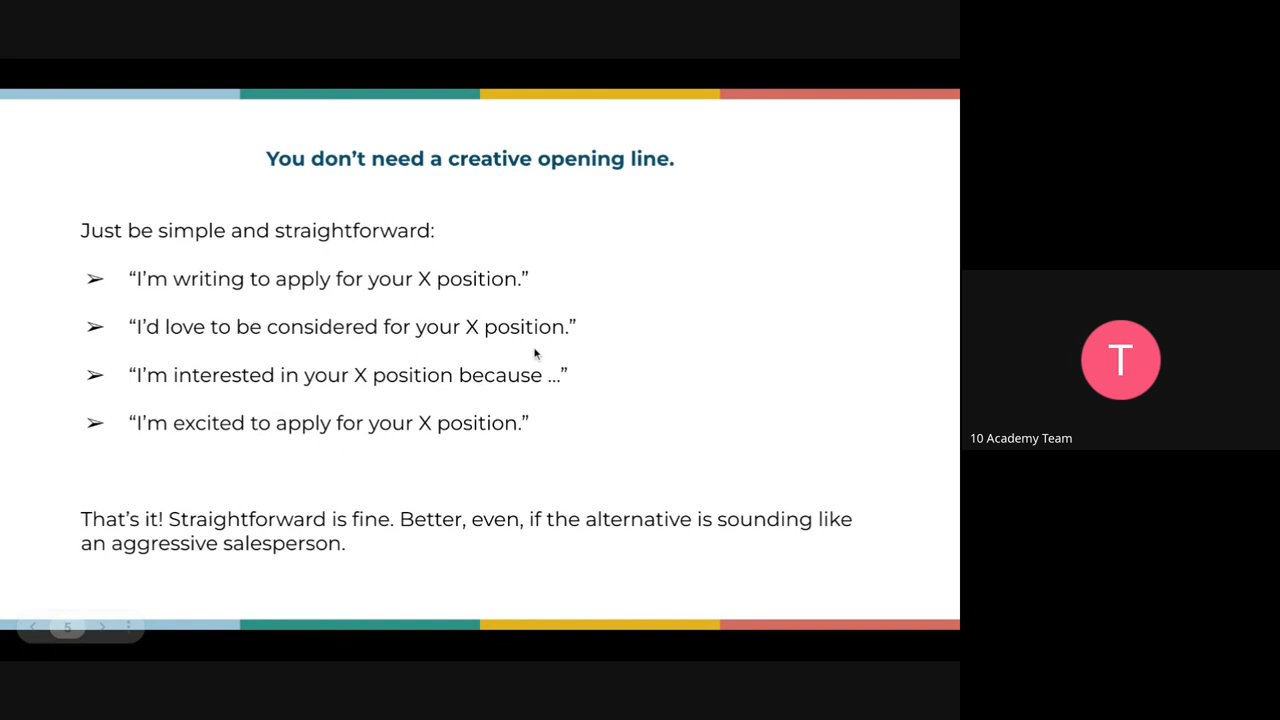 You don’t need a creative opening line.
Just be simple and straightforward:
➢ “I’m writing to apply for your X position.”
➢ “I’d love to be considered for your X position.”
➢ “I’m interested in your X position because ...”
➢ “I’m excited to apply for your X position.”
That’s it! Straightforward is fine. Better, even, if the alternative is sounding like
an aggressive salesperson.
5
T
10 Academy Team